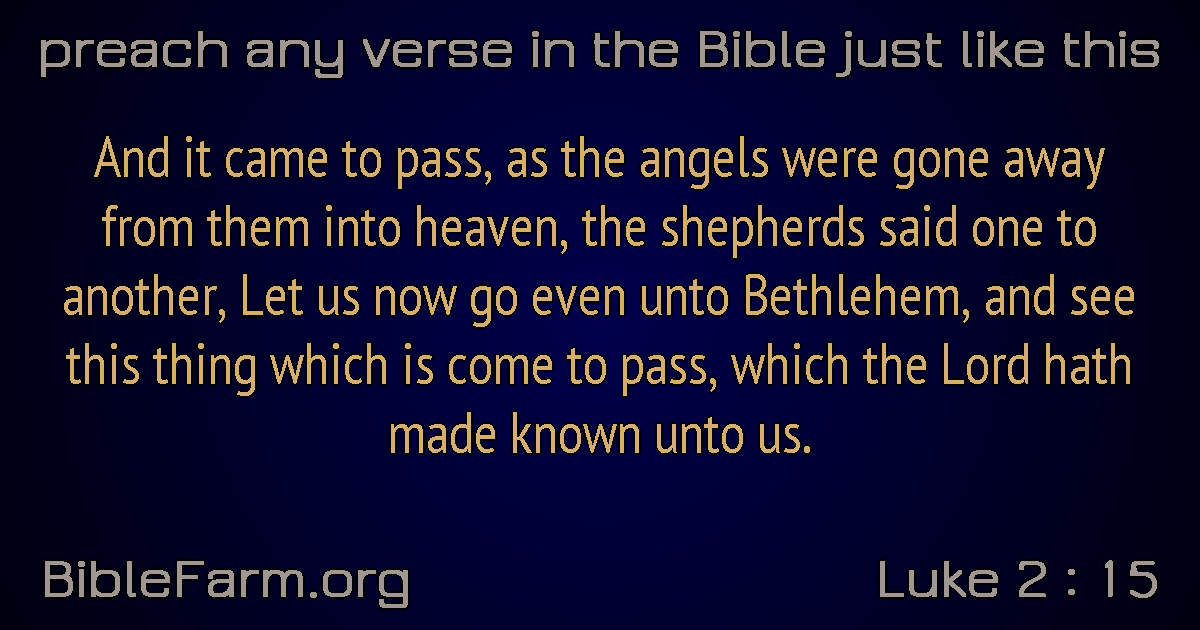 preach any verse in the Bible just like this
And it came to pass, as the angels were gone away
from them into heaven, the shepherds said one to
another, Let us now go even unto Bethlehem, and see
this thing which is come to pass, which the Lord hath
made known unto us.
BibleFarm.org
Luke 2 : 15